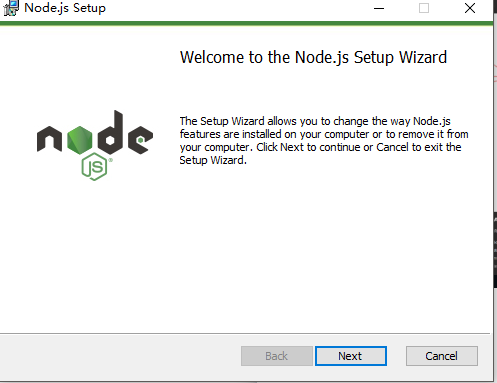 Node.js Setup
Welcome to the Node.js Setup Wizard
The Setup Wizard allows you to change the way Node.js
features are installed on your computer or to remove it from
your computer. Click Next to continue or Cancel to exit the
Setup Wizard.
node
JS®
Back
Next
Cancel